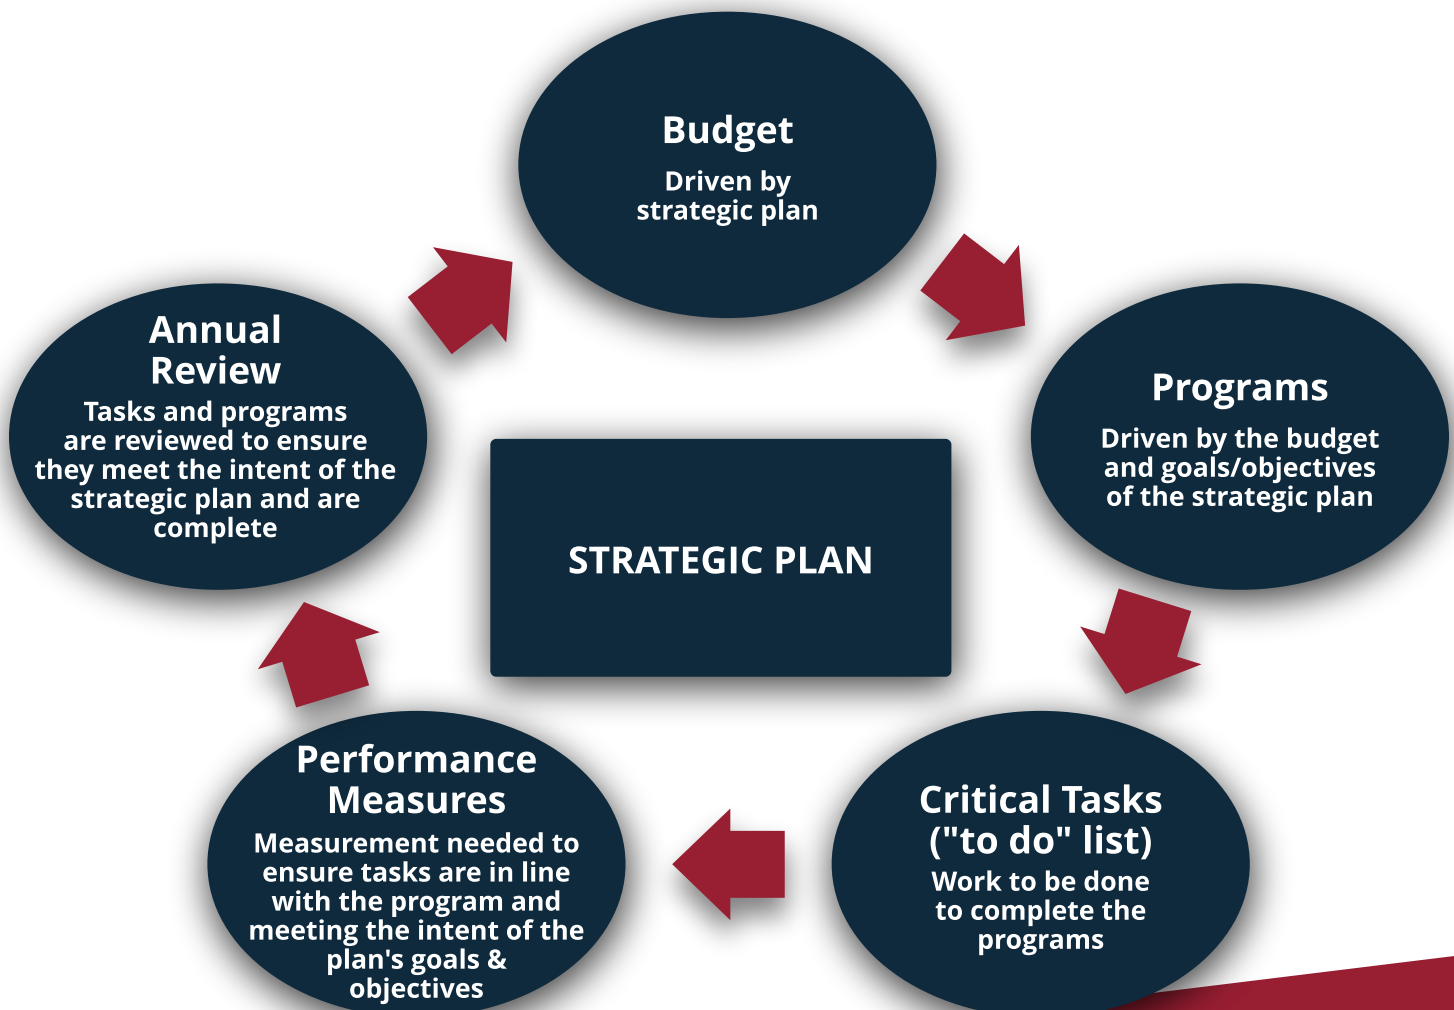 Budget
Driven by
strategic plan
Programs
Driven by the budget
and goals/objectives
of the strategic plan
Critical Tasks
("to do" list)
Work to be done
to complete the
programs
Performance
Measures
Measurement needed to
ensure tasks are in line
with the program and
meeting the intent of the
plan's goals &
objectives
Annual
Review
Tasks and programs
are reviewed to ensure
they meet the intent of the
strategic plan and are
complete
STRATEGIC PLAN